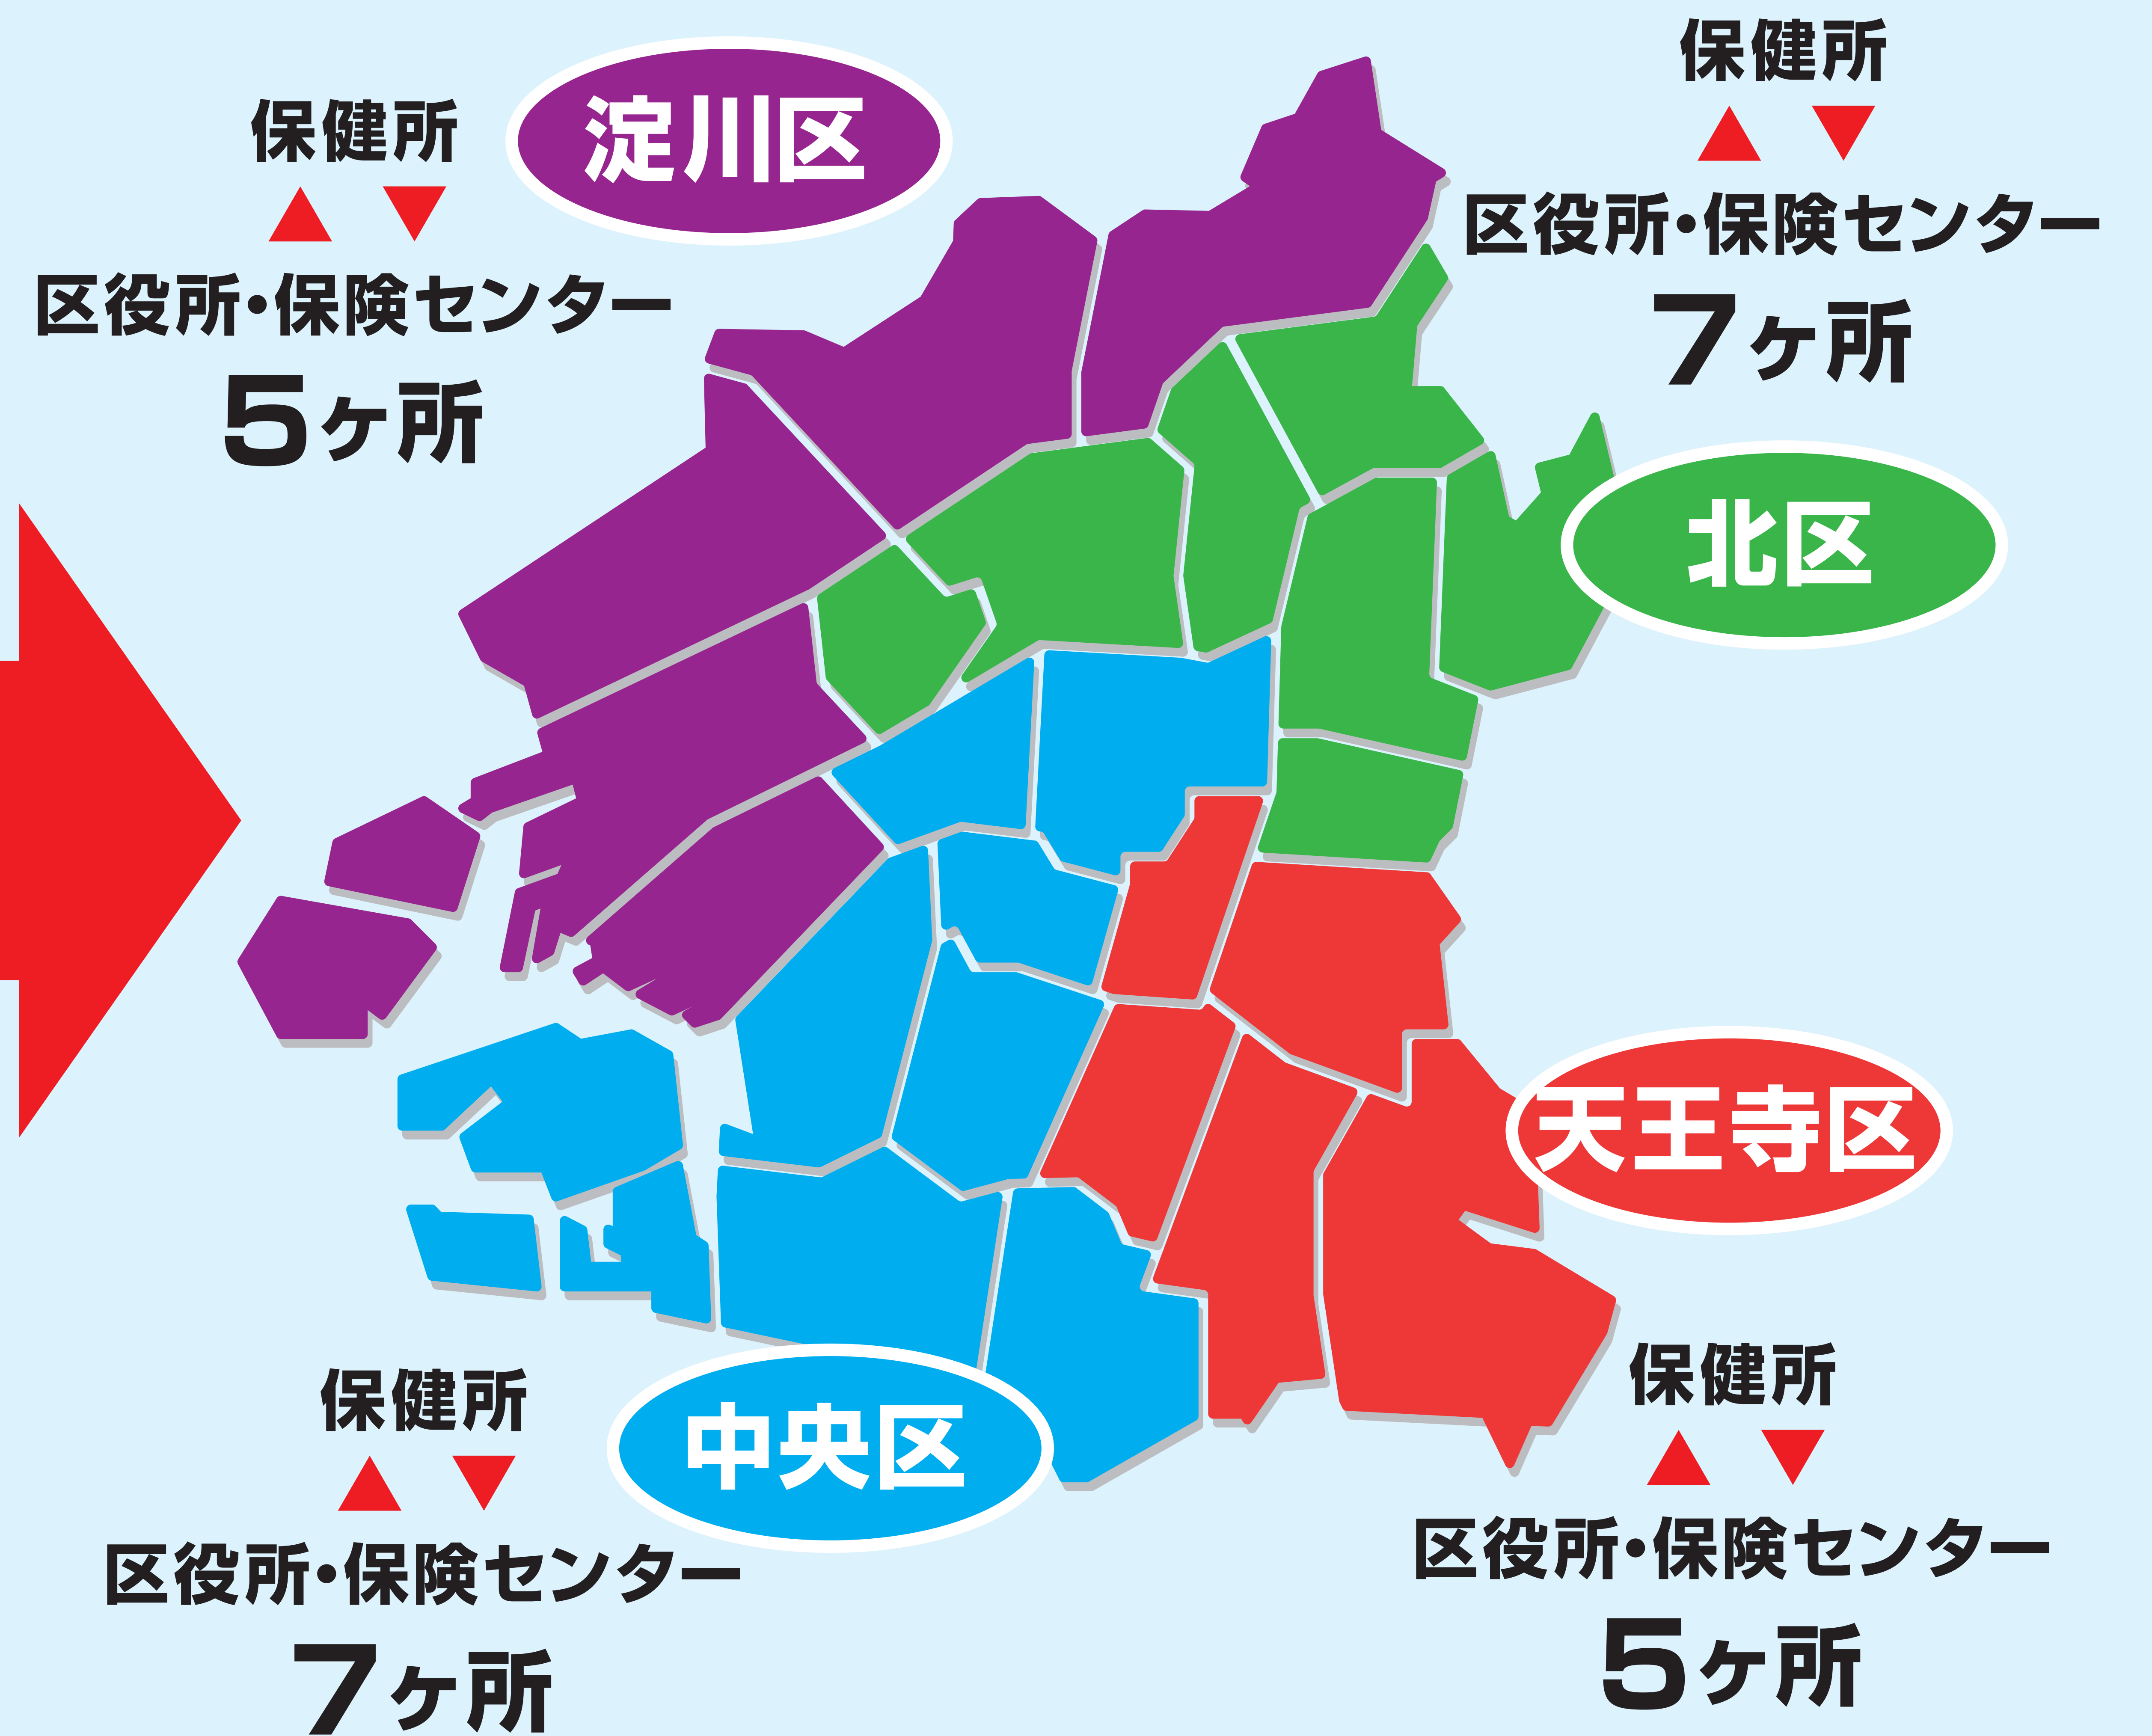 保健所
▲ ▼
区役所・保険センター
5ヶ所
淀川区
保健所
▲ ▼
区役所・保険センター
7ヶ所
北区
天王寺区
保健所
▲ ▼
区役所・保険センター
7ヶ所
中央区
保健所
▲ ▼
区役所・保険センター
5ヶ所